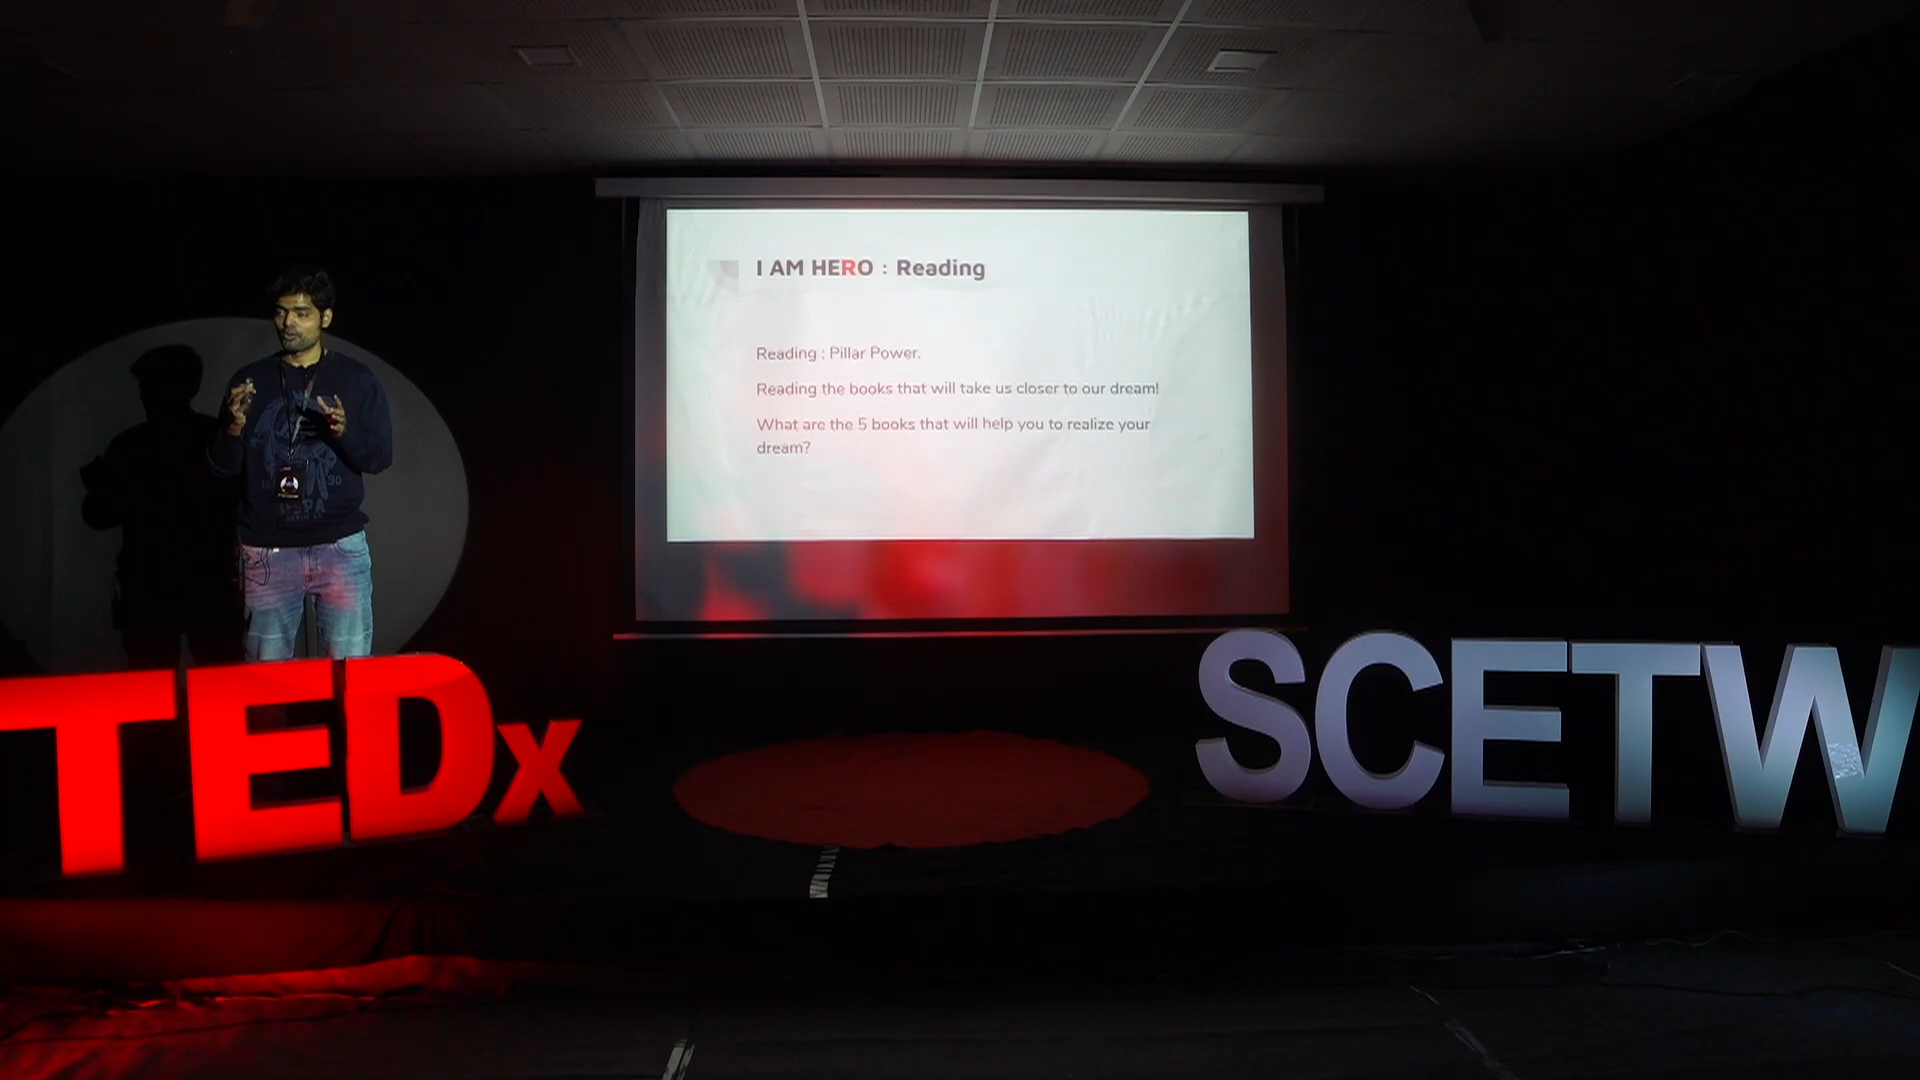 I AM HERO : Reading
Reading : Pillar Power.
Reading the books that will take us closer to our dream!
What are the 5 books that will help you to realize your
dream?
90
TEDx
SCETW